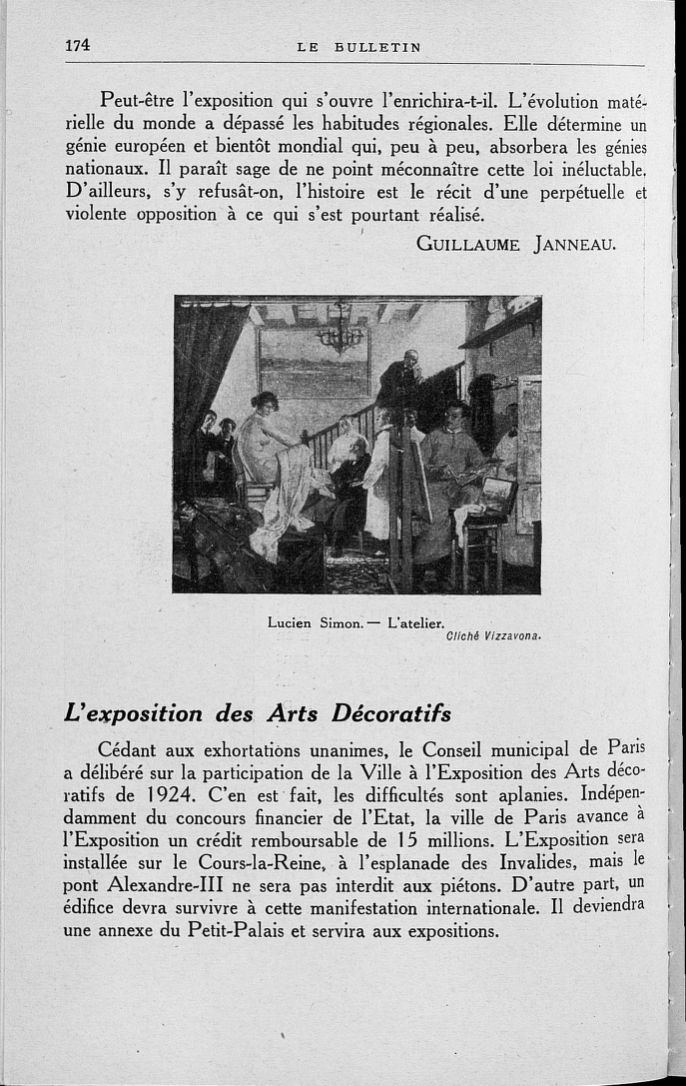 174
LE BULLETIN
Peut-être l'exposition qui s'ouvre l'enrichira-t-il. L'évolution maté-
rielle du monde a dépassé les habitudes régionales. Elle détermine un
génie européen et bientôt mondial qui, peu à peu, absorbera les génies
nationaux. Il paraît sage de ne point méconnaître cette loi inéluctable.
D'ailleurs, s'y refusât-on, l'histoire est le récit d'une perpétuelle et
violente opposition à ce qui s'est pourtant réalisé.
GUILLAUME JANNEAU.
Lucien Simon. — L'atelier.
Cliché Vizzavona.
L'exposition des Arts Décoratifs
Cédant aux exhortations unanimes, le Conseil municipal de Paris
a délibéré sur la participation de la Ville à l'Exposition des Arts déco-
ratifs de 1924. C'en est fait, les difficultés sont aplanies. Indépen-
damment du concours financier de l'Etat, la ville de Paris avance à
l'Exposition un crédit remboursable de 15 millions. L'Exposition sera
installée sur le Cours-la-Reine, à l'esplanade des Invalides, mais le
pont Alexandre-III ne sera pas interdit aux piétons. D'autre part, un
édifice devra survivre à cette manifestation internationale. Il deviendra
une annexe du Petit-Palais et servira aux expositions.